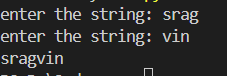 enter the string: srag
enter the string: vin
sragvin